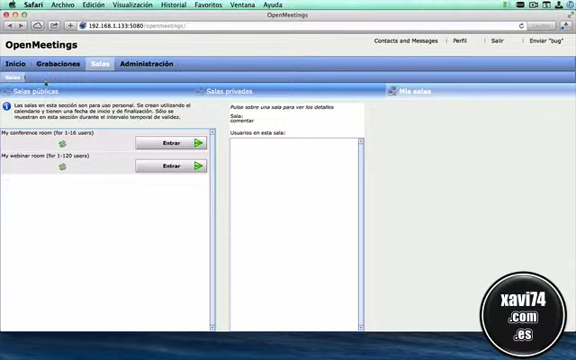 Safari Archivo Edición Visualización Historial Favoritos Ventana Ayuda
OpenMeetings
192.168.1.133:5080/openmeetings/
OpenMeetings
Contacts and Messages Perfil Salir Enviar "bug"
Inicio Grabaciones Salas Administración
Salas
Salas públicas Salas privadas Mis salas
Las salas en esta sección son para uso personal. Se crean utilizando el
calendario y tienen una fecha de inicio y de finalización. Sólo se
muestran en esta sección durante el intervalo temporal de validez.
Pulse sobre una sala para ver los detalles
Sala:
comentar
Usuarios en esta sala:
My conference room (for 1-16 users)
Entrar
My webinar room (for 1-120 users)
Entrar
xavi74
.com
.es